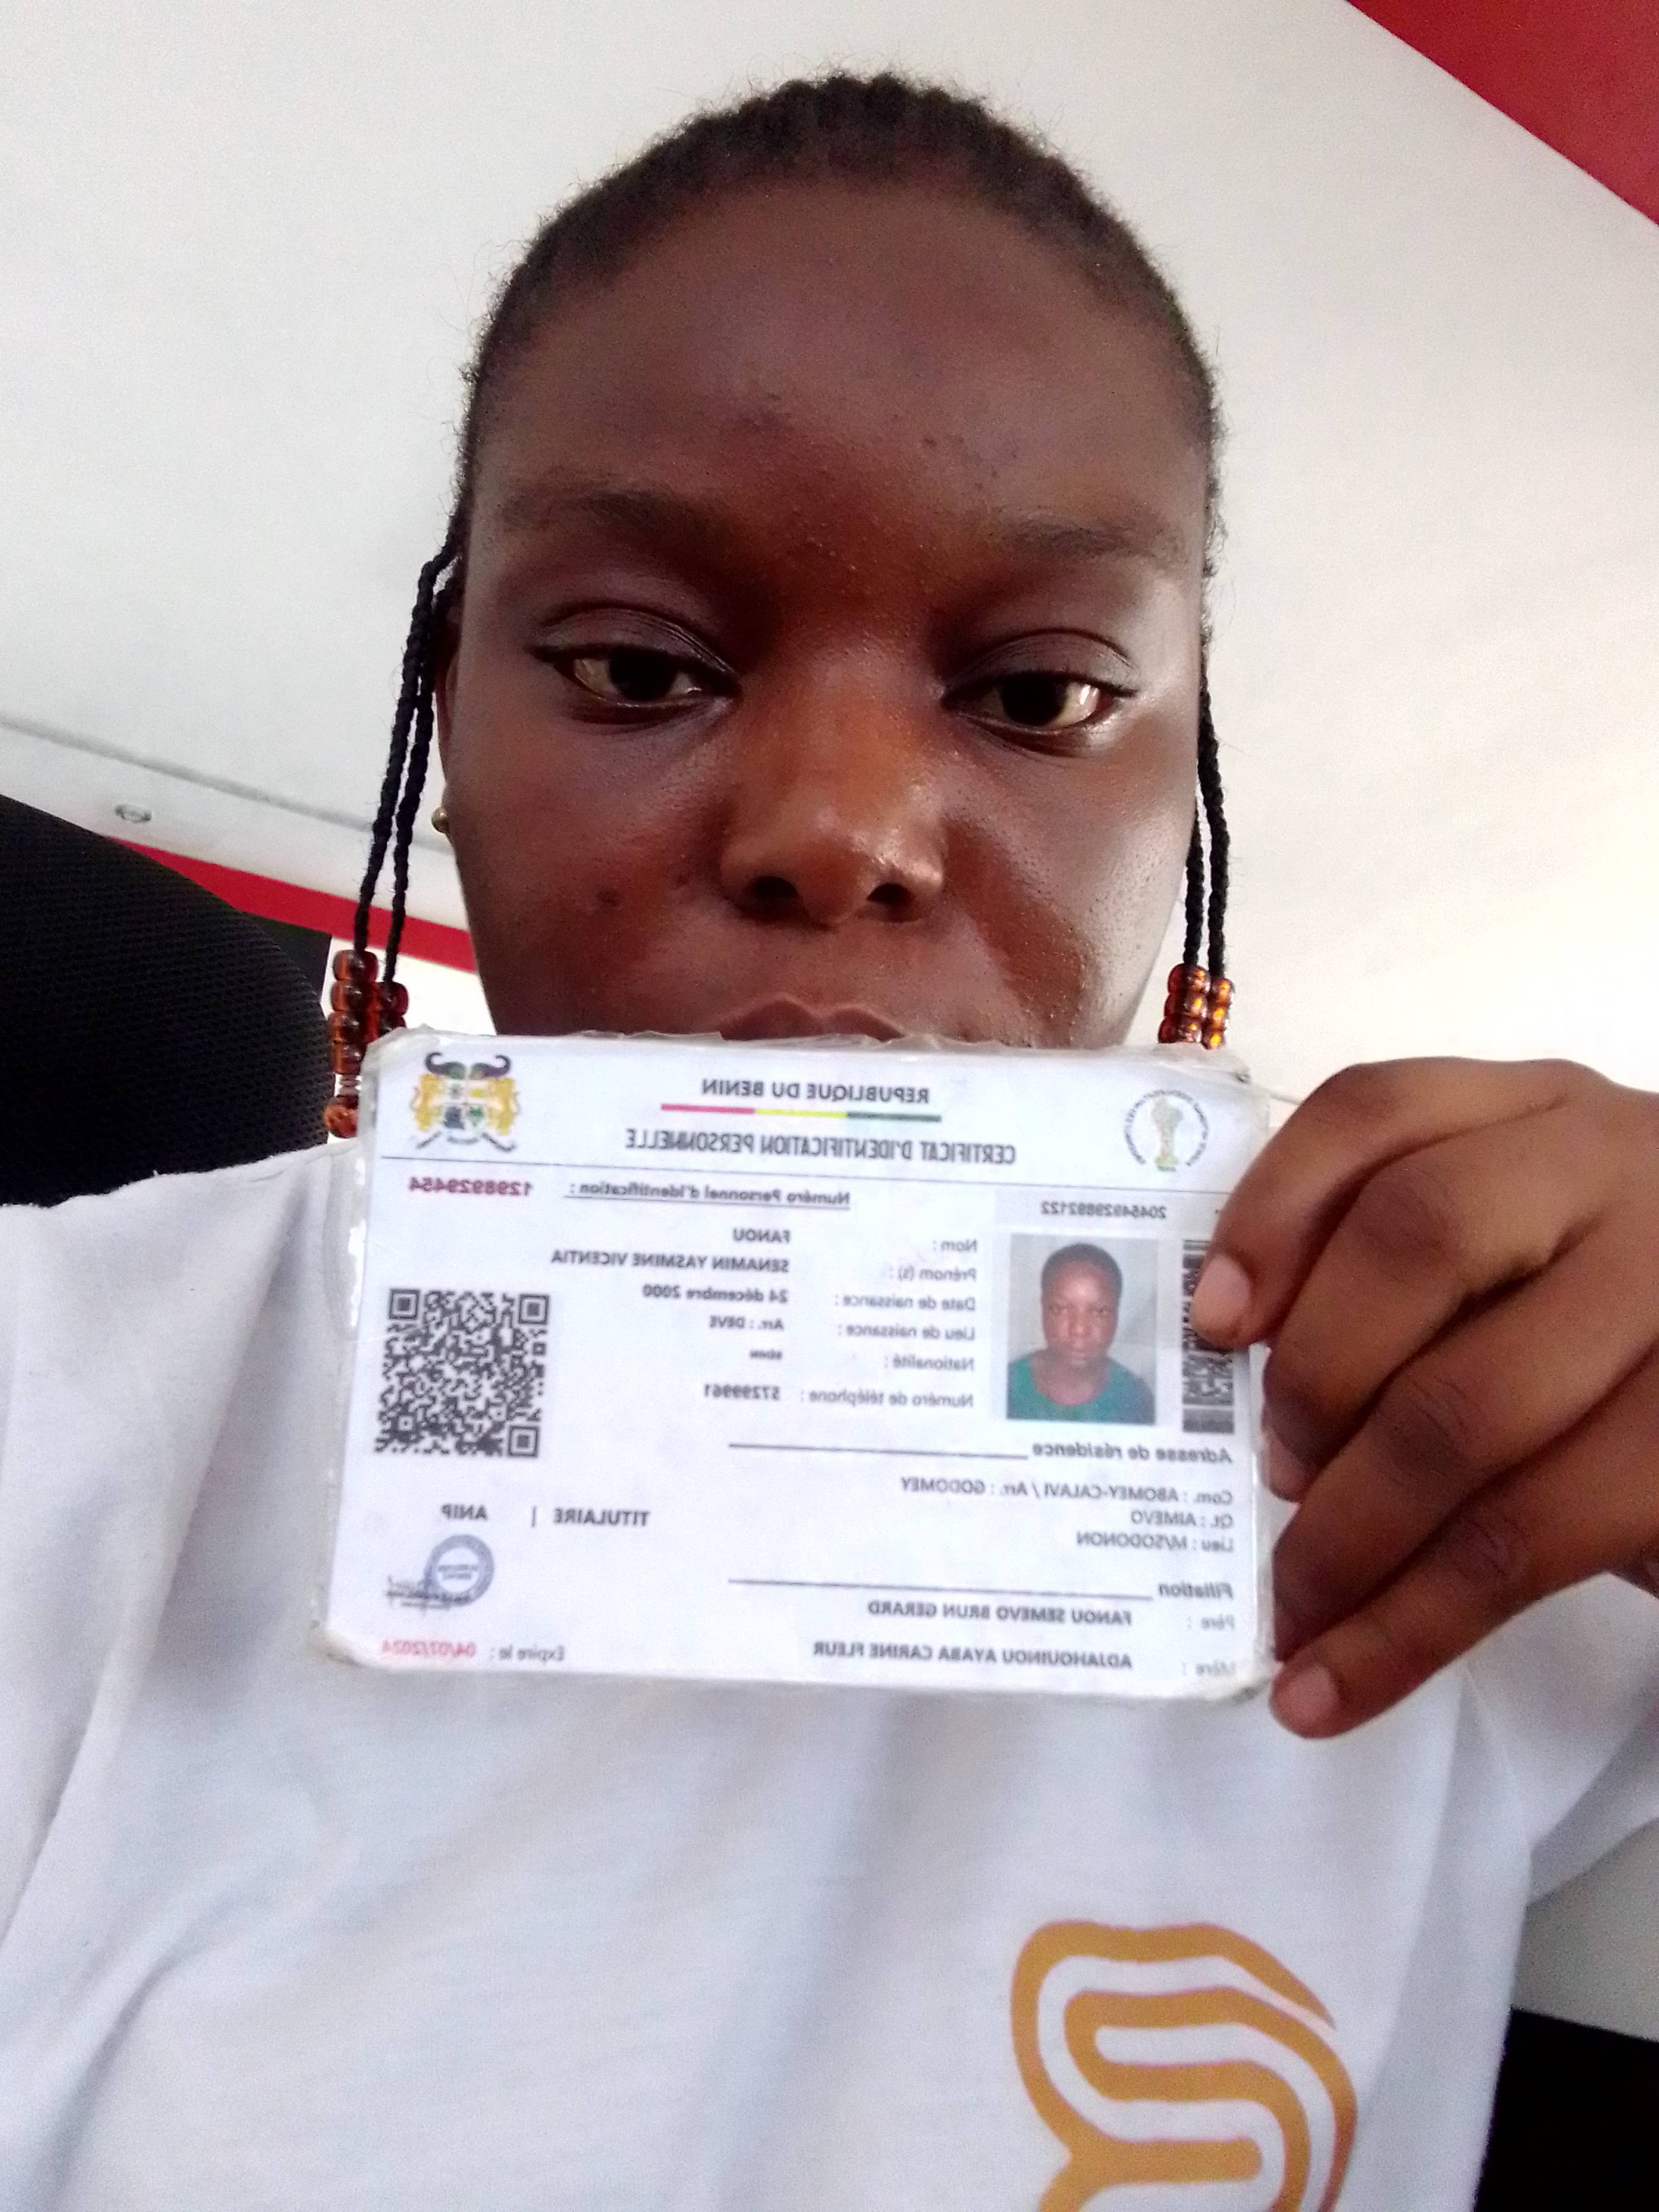 REPUBLIQUE DU BENIN
CERTIFICAT D'IDENTIFICATION PERSONNELLE
20454929892122
Numéro Personnel d'Identification : 1298929454
Nom : FANOU
Prénom (s) : SENAMIN YASMINE VICENTIA
Date de naissance : 24 décembre 2000
Lieu de naissance : Arr. : DEVE
Nationalité :
Numéro de téléphone : 57299961
Adresse de résidence
Com. : ABOMEY-CALAVI / Arr. : GODOMEY
Qt. : AIMEVO
Lieu : M/SODONON
TITULAIRE | ANIP
Filiation
Père : FANOU SEMEVO BRUN GERARD
Mère : ADJAHOUINOU AYABA CARINE FLEUR
Expire le : 04/07/2024